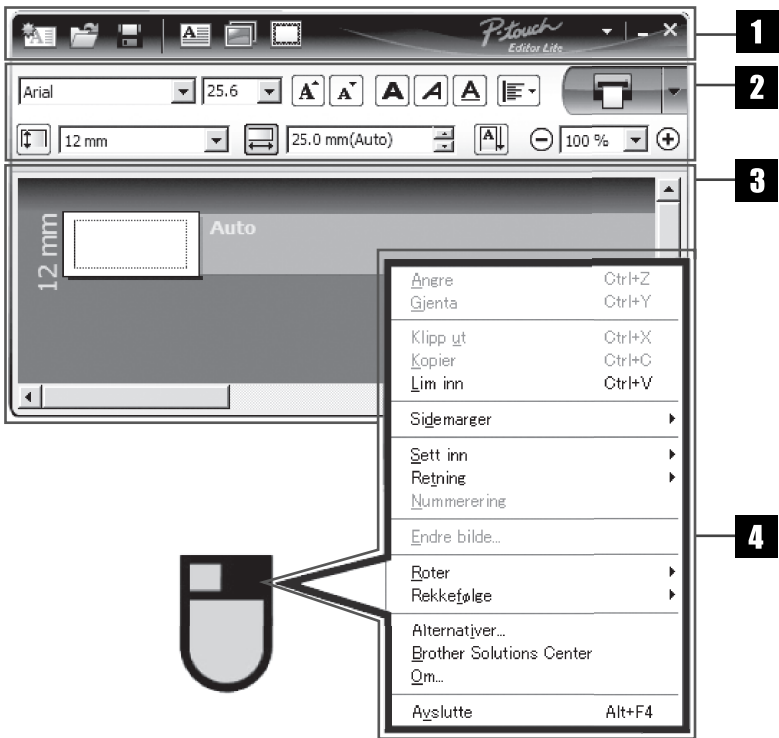 P-touch
Editor Lite
1
Arial 25.6 A A A A A
2
12 mm 25.0 mm(Auto) A 100 %
3
12 mm
Auto
Angre Ctrl+Z
Gjenta Ctrl+Y
Klipp ut Ctrl+X
Kopier Ctrl+C
Lim inn Ctrl+V
Sidemarger
Sett inn
Retning
Nummerering
Endre bilde...
4
Roter
Rekkefølge
Alternativer...
Brother Solutions Center
Om...
Avslutte Alt+F4